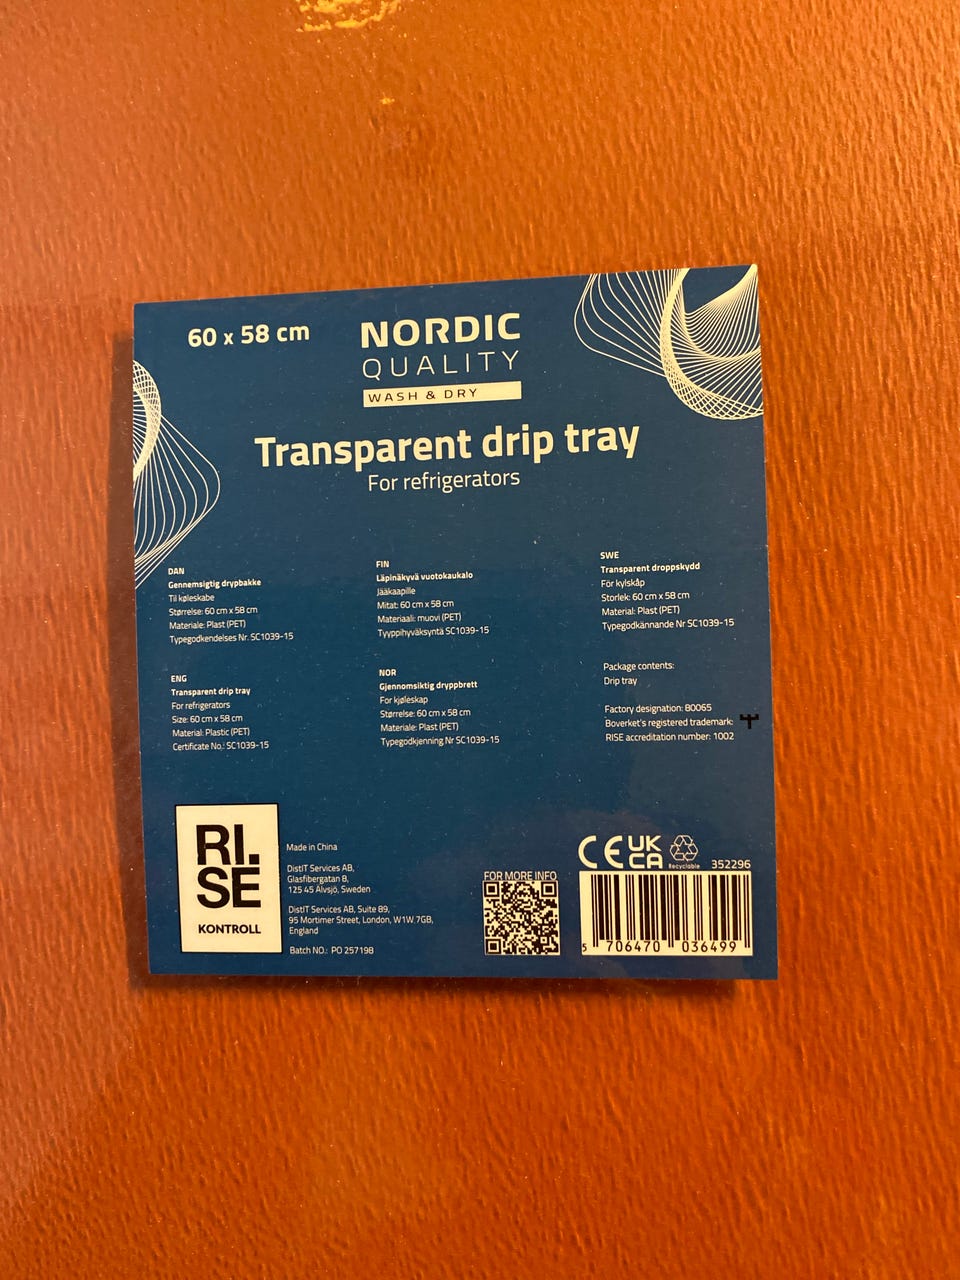 60 x 58 cm
NORDIC
QUALITY
WASH & DRY
Transparent drip tray
For refrigerators
DAN
Gennemsigtig drypbakke
Til køleskabe
Størrelse: 60 cm x 58 cm
Materiale: Plast (PET)
Typegodkendelses Nr. SC1039-15
FIN
Läpinäkyvä vuotokaukalo
Jääkaapille
Mitat: 60 cm x 58 cm
Materiaali: muovi (PET)
Tyyppihyväksyntä SC1039-15
SWE
Transparent droppskydd
För kylskåp
Storlek: 60 cm x 58 cm
Material: Plast (PET)
Typegodkännande Nr SC1039-15
ENG
Transparent drip tray
For refrigerators
Size: 60 cm x 58 cm
Material: Plastic (PET)
Certificate No.: SC1039-15
NOR
Gjennomsiktig dryppbrett
For kjøleskap
Størrelse: 60 cm x 58 cm
Materiale: Plast (PET)
Typegodkjenning Nr SC1039-15
Package contents:
Drip tray
Factory designation: 80065
Boverket's registered trademark:
RISE accreditation number: 1002
RI.
SE
KONTROLL
Made in China
DistIT Services AB,
Glasfibergatan 8,
125 45 Älvsjö, Sweden
DistIT Services AB, Suite 89,
95 Mortimer Street, London, W1W 7GB,
England
Batch NO.: PO 257198
FOR MORE INFO
CE UK
CA
Recyclable
352296
5 706470 036499